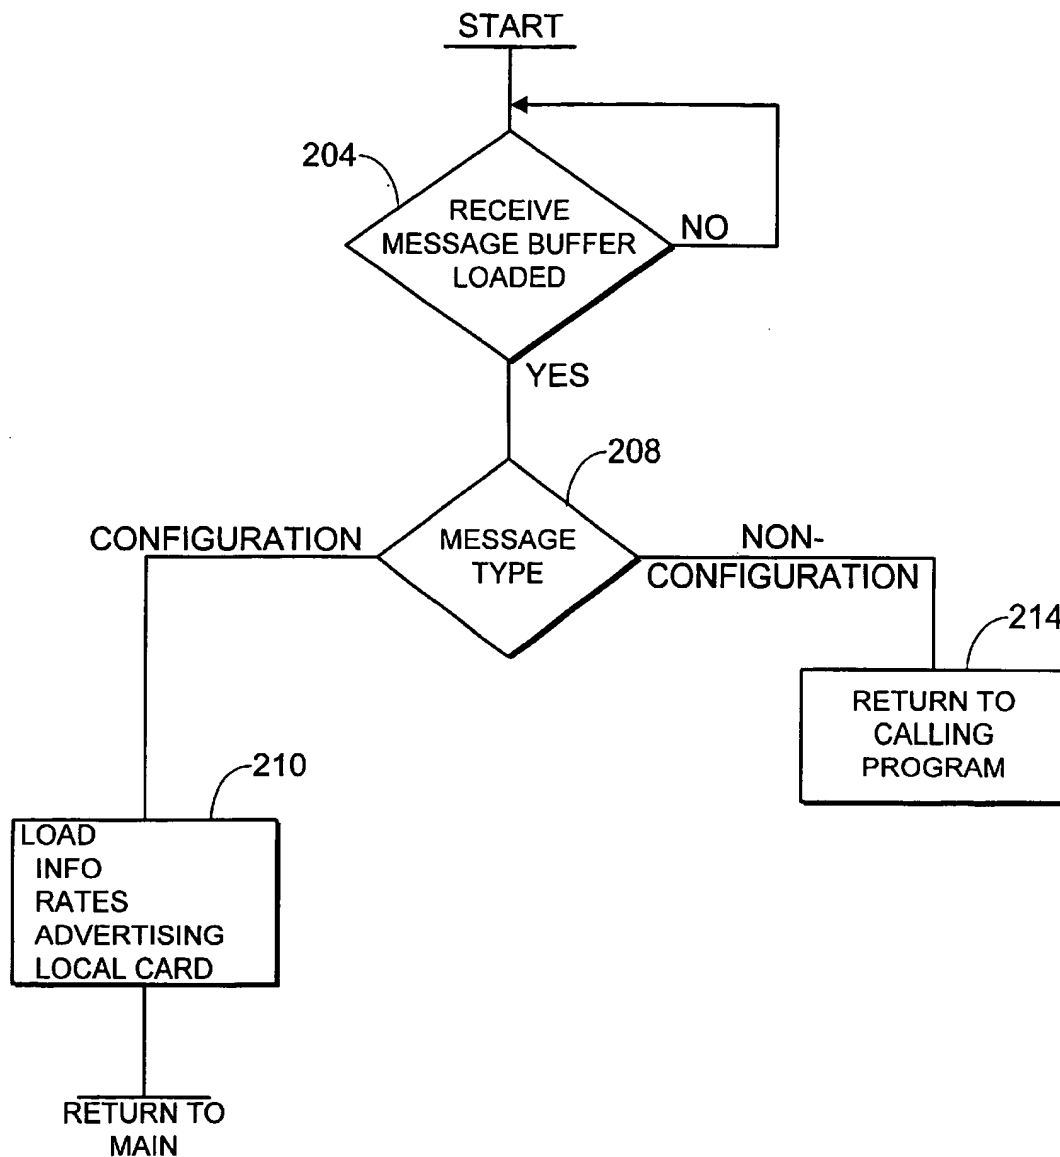 START
204
RECEIVE
MESSAGE BUFFER
LOADED
NO
YES
208
CONFIGURATION
MESSAGE
TYPE
NON-
CONFIGURATION
214
RETURN TO
CALLING
PROGRAM
210
LOAD
INFO
RATES
ADVERTISING
LOCAL CARD
RETURN TO
MAIN